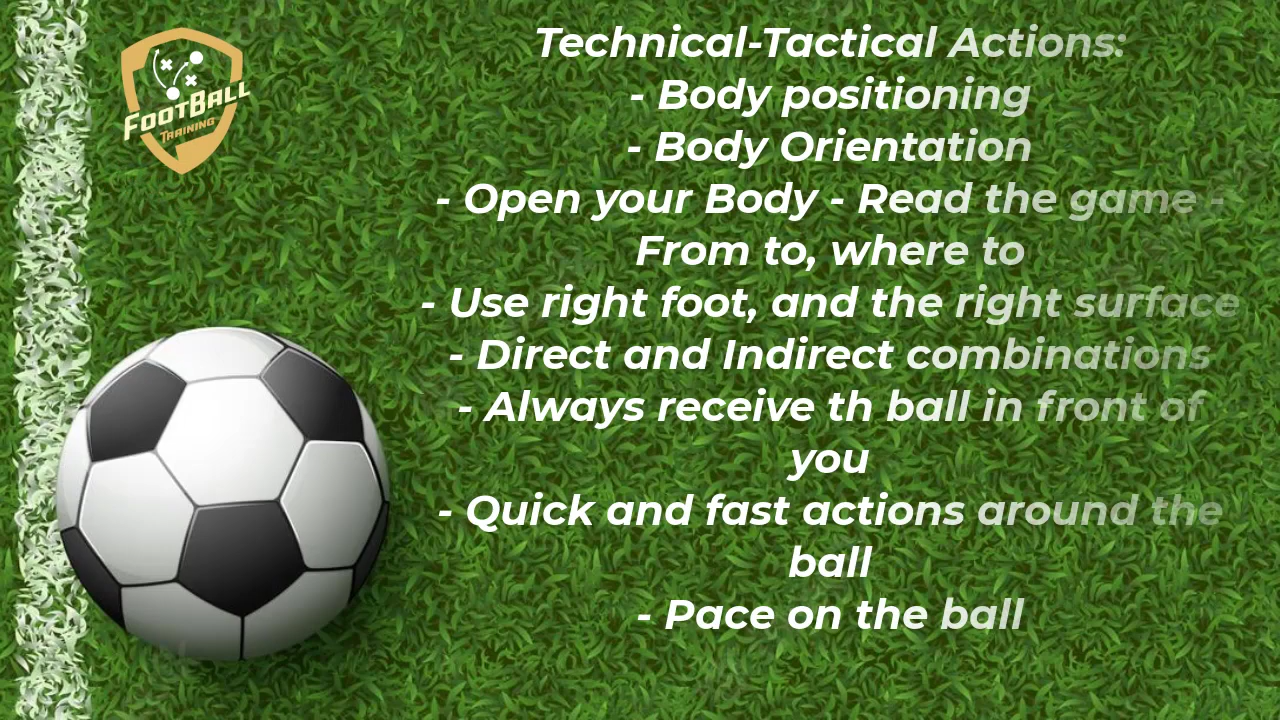 FOOTBALL
TRAINING
Technical-Tactical Actions:
- Body positioning
- Body Orientation
- Open your Body - Read the game -
From to, where to
- Use right foot, and the right surface
- Direct and Indirect combinations
- Always receive th ball in front of
you
- Quick and fast actions around the
ball
- Pace on the ball